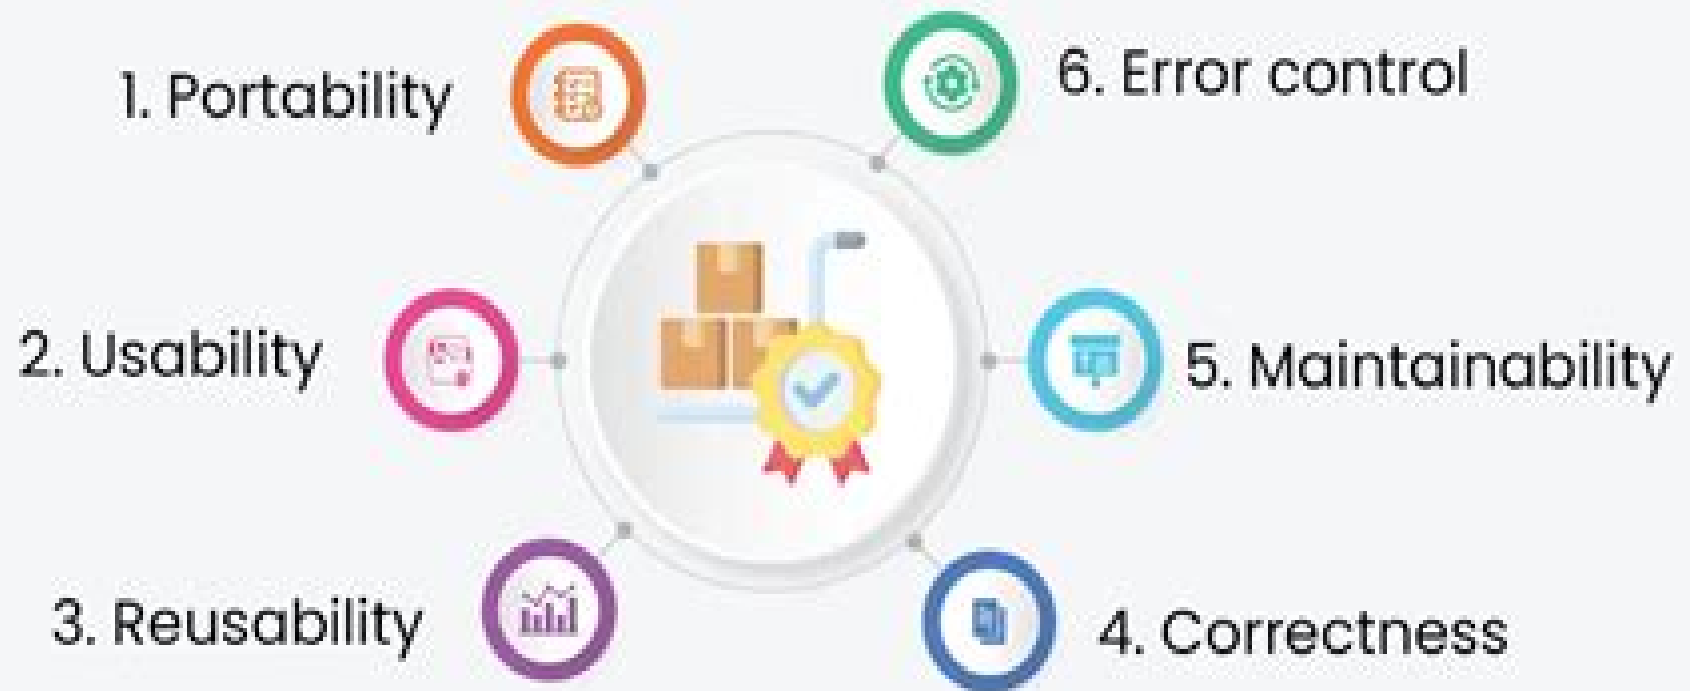 1. Portability
2. Usability
3. Reusability
4. Correctness
5. Maintainability
6. Error control